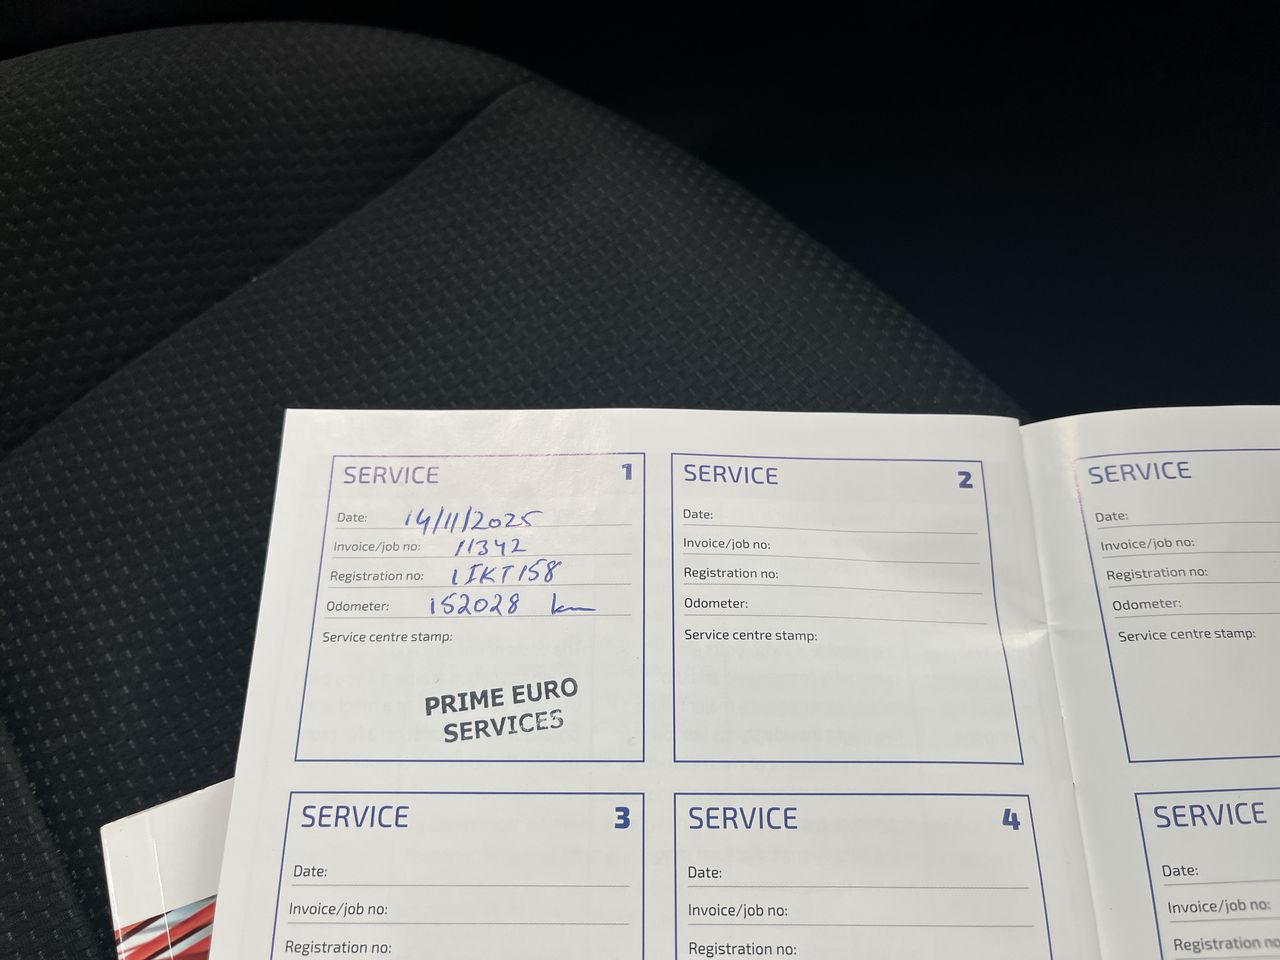 SERVICE 1
Date: 14/11/2025
Invoice/job no: 11342
Registration no: 1IKT158
Odometer: 152028 km
Service centre stamp:
PRIME EURO
SERVICES
SERVICE 2
Date:
Invoice/job no:
Registration no:
Odometer:
Service centre stamp:
SERVICE
Date:
Invoice/job no:
Registration no:
Odometer:
Service centre stamp:
SERVICE 3
Date:
Invoice/job no:
Registration no:
SERVICE 4
Date:
Invoice/job no:
Registration no:
SERVICE
Date:
Invoice/job no:
Registration no